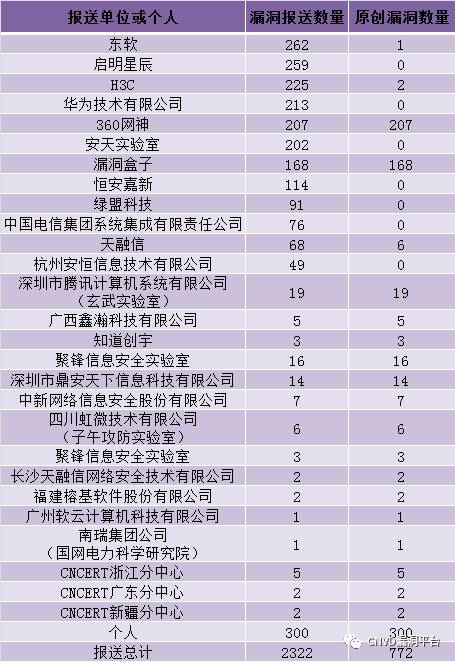 报送单位或个人 漏洞报送数量 原创漏洞数量
东软 262 1
启明星辰 259 0
H3C 225 2
华为技术有限公司 213 0
360网神 207 207
安天实验室 202 0
漏洞盒子 168 168
恒安嘉新 114 0
绿盟科技 91 0
中国电信集团系统集成有限责任公司 76 0
天融信 68 6
杭州安恒信息技术有限公司 49 0
深圳市腾讯计算机系统有限公司
（玄武实验室） 19 19
广西鑫瀚科技有限公司 5 5
知道创宇 3 3
聚锋信息安全实验室 16 16
深圳市鼎安天下信息科技有限公司 14 14
中新网络信息安全股份有限公司 7 7
四川虹微技术有限公司
（子午攻防实验室） 6 6
聚锋信息安全实验室 3 3
长沙天融信网络安全技术有限公司 2 2
福建榕基软件股份有限公司 2 2
广州软云计算机科技有限公司 1 1
南瑞集团公司
（国网电力科学研究院） 1 1
CNCERT浙江分中心 5 5
CNCERT广东分中心 2 2
CNCERT新疆分中心 2 2
个人 300 300
报送总计 2322 772
CNVD漏洞平台